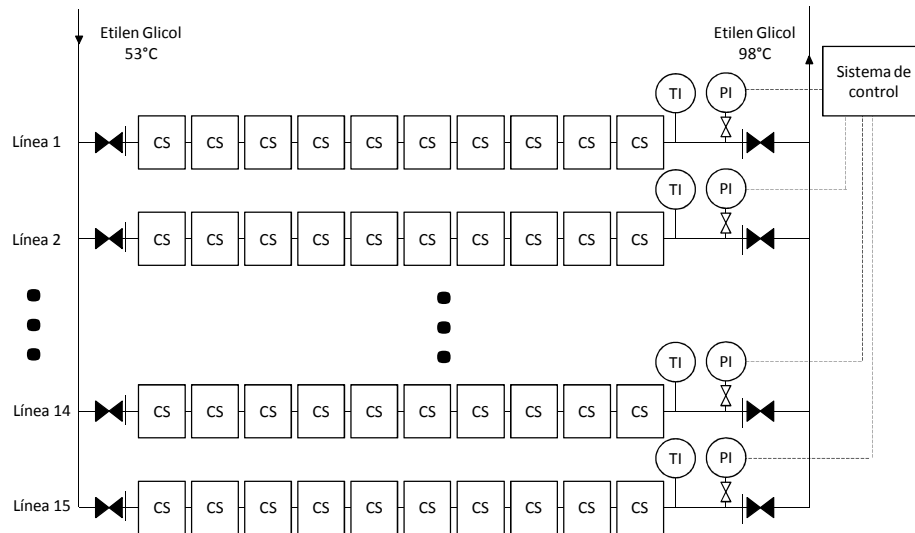 Etilen Glicol
53°C
Etilen Glicol
98°C
Sistema de
control
TI PI
Línea 1 CS CS CS CS CS CS CS CS CS CS
TI PI
Línea 2 CS CS CS CS CS CS CS CS CS CS
TI PI
Línea 14 CS CS CS CS CS CS CS CS CS CS
TI PI
Línea 15 CS CS CS CS CS CS CS CS CS CS